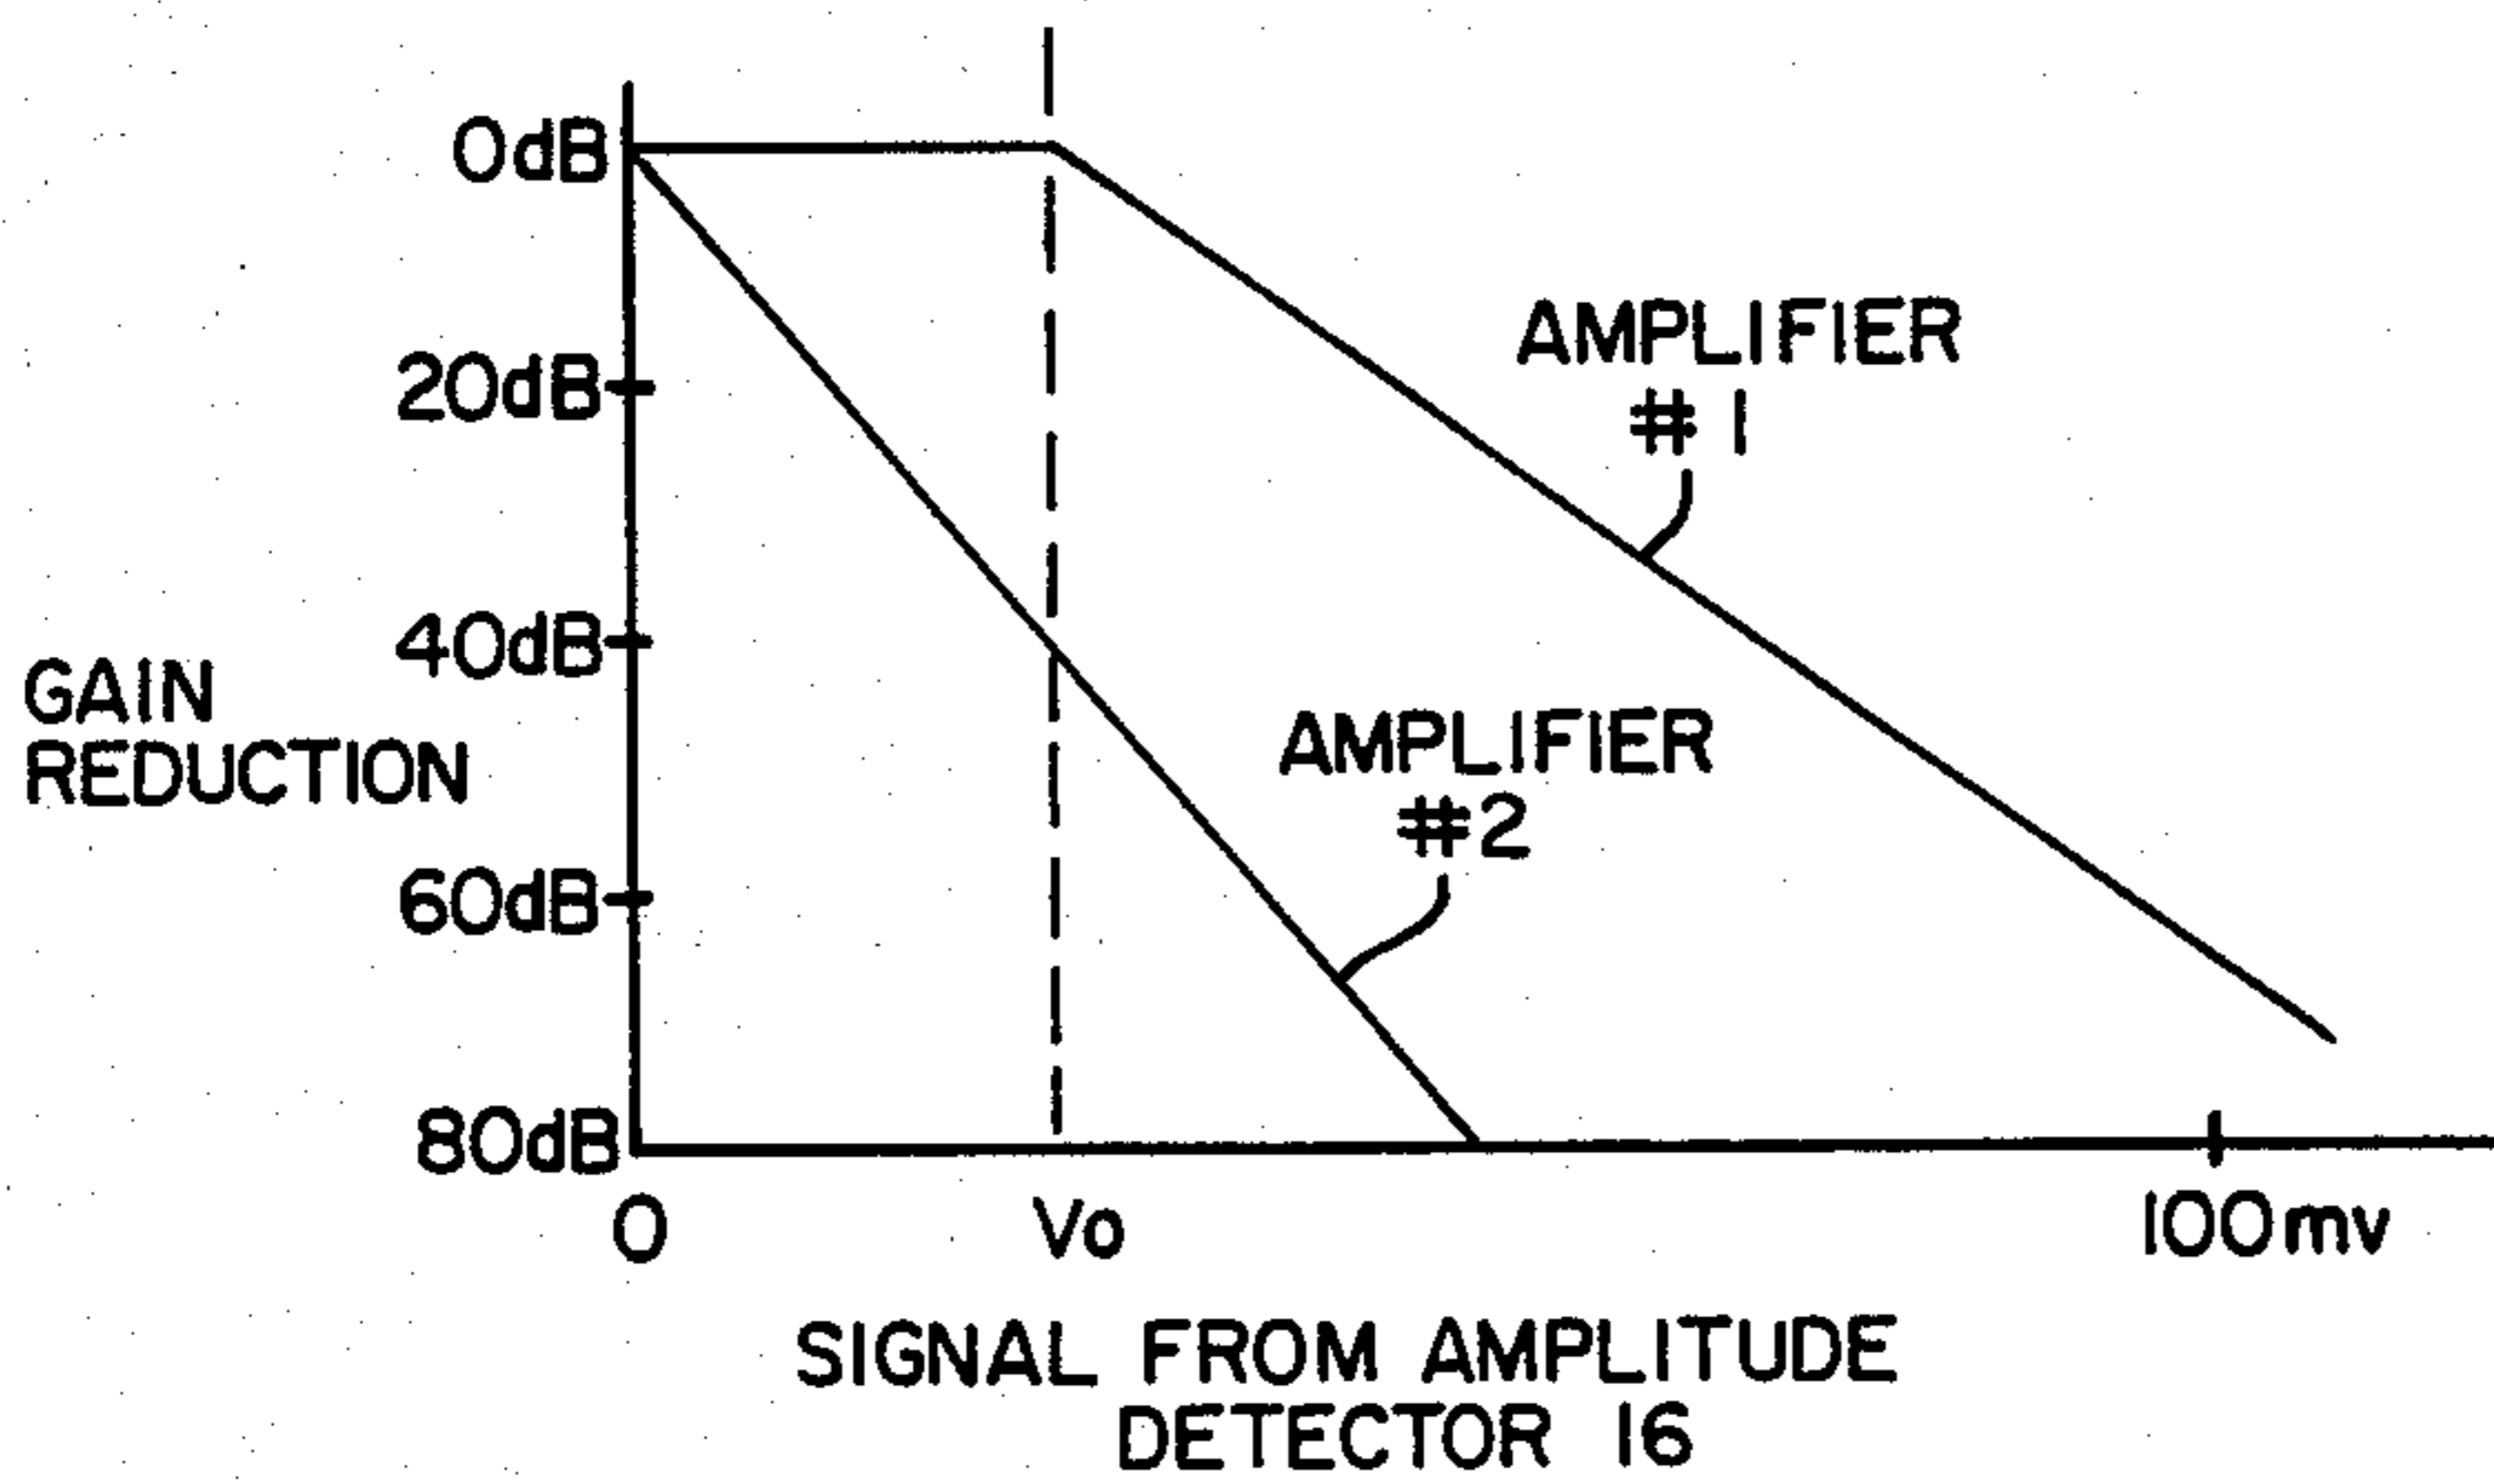 0dB
20dB
40dB
60dB
80dB
GAIN
REDUCTION
AMPLIFIER
#1
AMPLIFIER
#2
0
Vo
100mv
SIGNAL FROM AMPLITUDE
DETECTOR 16